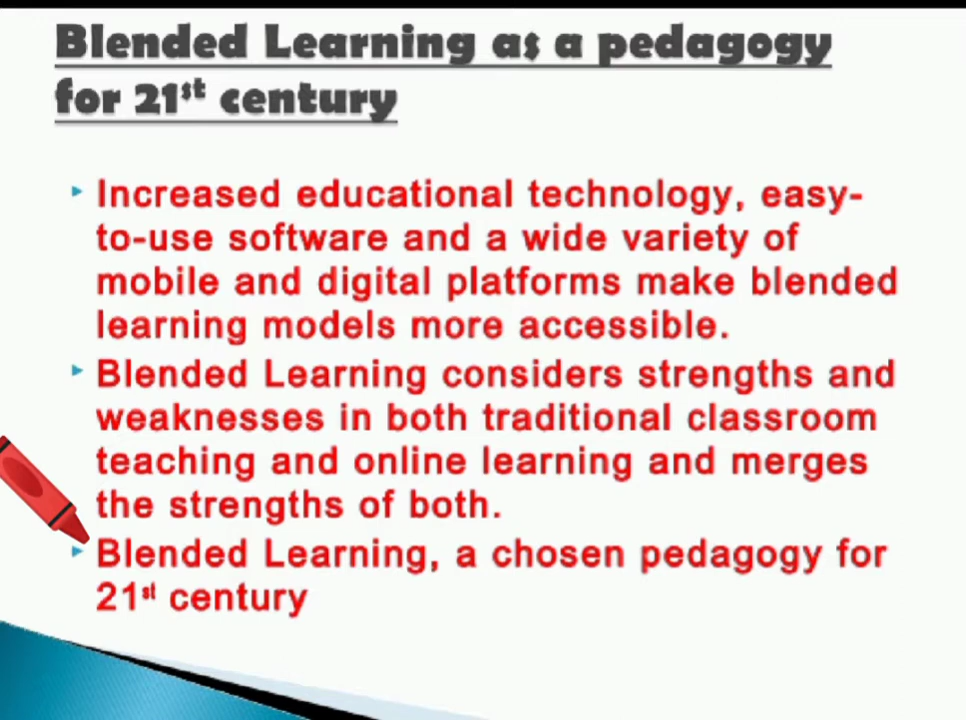 Blended Learning as a pedagogy
for 21st century
Increased educational technology, easy-
to-use software and a wide variety of
mobile and digital platforms make blended
learning models more accessible.
Blended Learning considers strengths and
weaknesses in both traditional classroom
teaching and online learning and merges
the strengths of both.
Blended Learning, a chosen pedagogy for
21st century